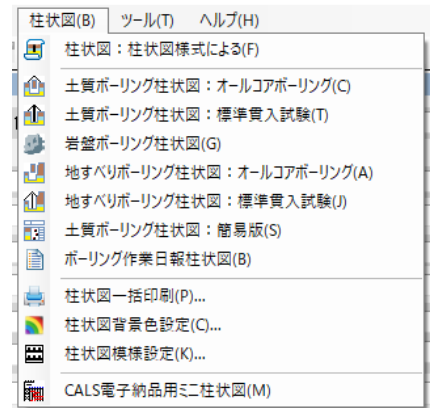 柱状図(B) ツール(T) ヘルプ(H)
柱状図：柱状図様式による(F)
土質ボーリング柱状図：オールコアボーリング(C)
土質ボーリング柱状図：標準貫入試験(T)
岩盤ボーリング柱状図(G)
地すべりボーリング柱状図：オールコアボーリング(A)
地すべりボーリング柱状図：標準貫入試験(J)
土質ボーリング柱状図：簡易版(S)
ボーリング作業日報柱状図(B)
柱状図一括印刷(P)...
柱状図背景色設定(C)...
柱状図模様設定(K)...
CALS電子納品用ミニ柱状図(M)